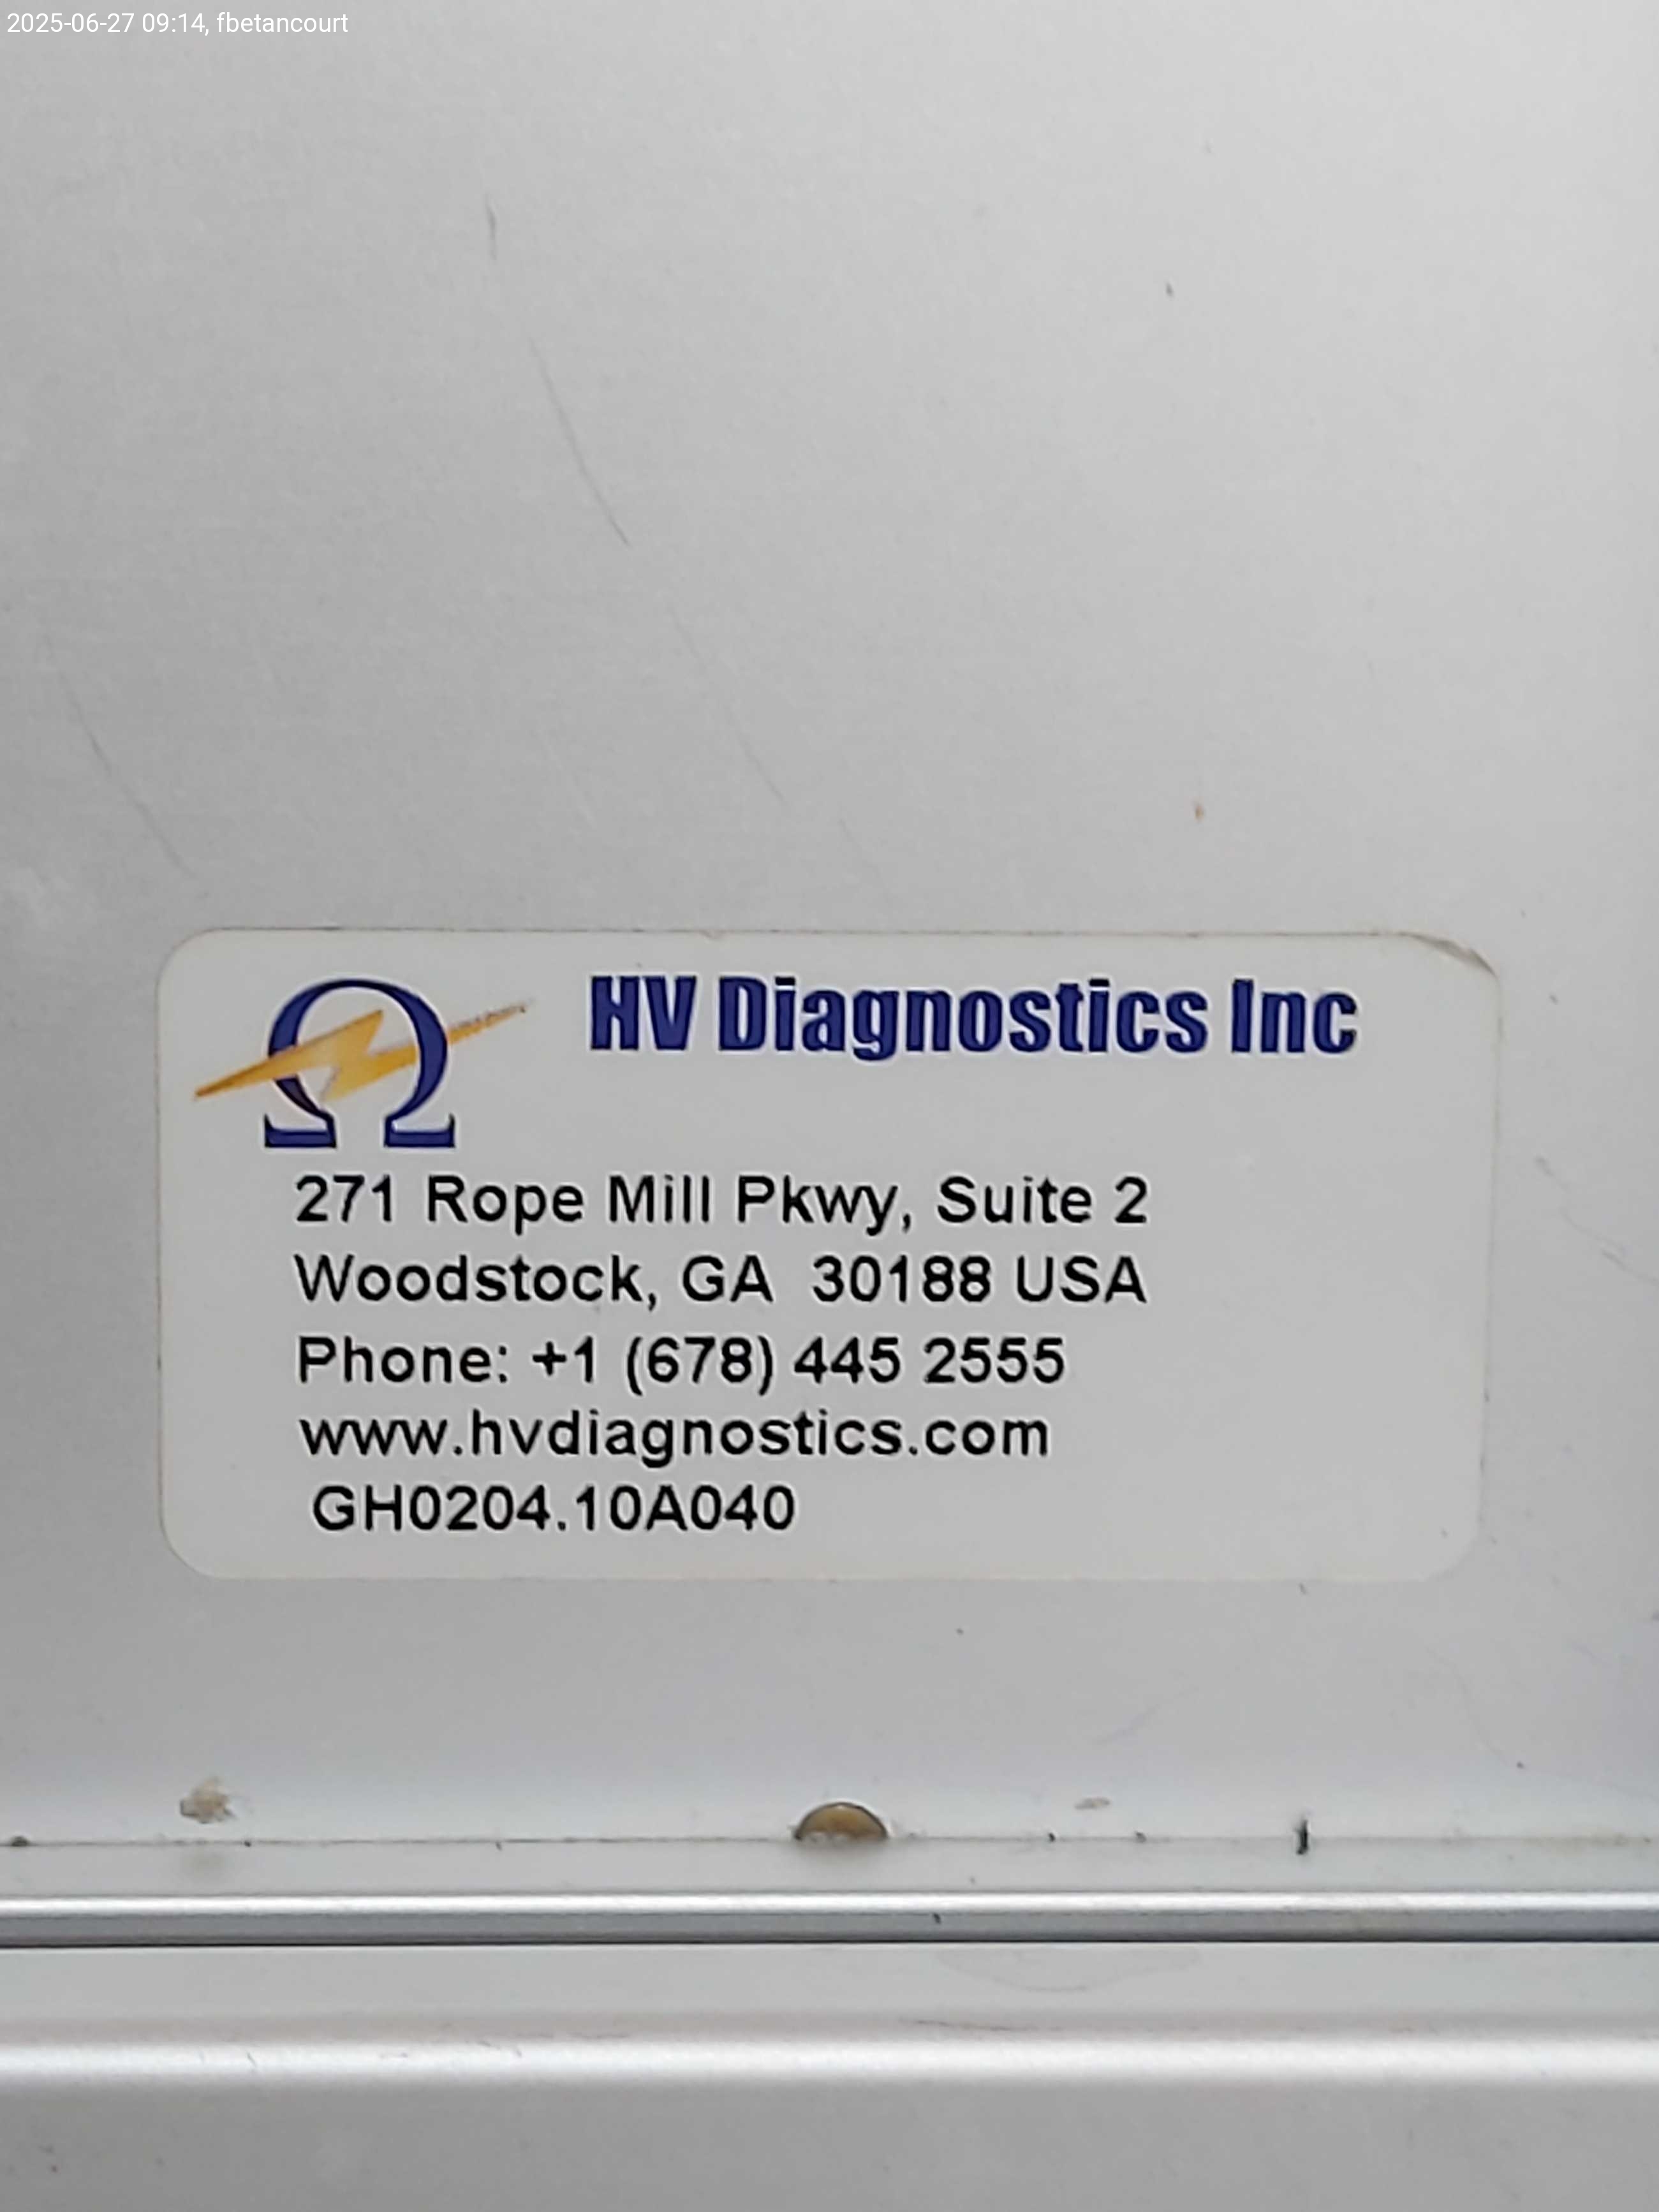 2025-06-27 09:14, fbetancourt
HV Diagnostics Inc
271 Rope Mill Pkwy, Suite 2
Woodstock, GA 30188 USA
Phone: +1 (678) 445 2555
www.hvdiagnostics.com
GH0204.10A040